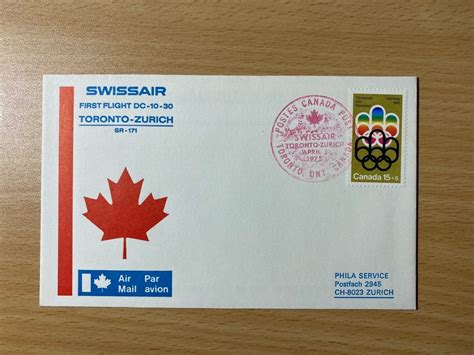 SWISSAIR
FIRST FLIGHT DC-10-30
TORONTO-ZURICH
SR-171
POSTES CANADA POST
SWISSAIR
TORONTO-ZURICH
APRIL 1
1975
TORONTO, ONT. CANADA
Canada 15+5
Air Par
Mail avion
PHILA SERVICE
Postfach 2945
CH-8023 ZURICH